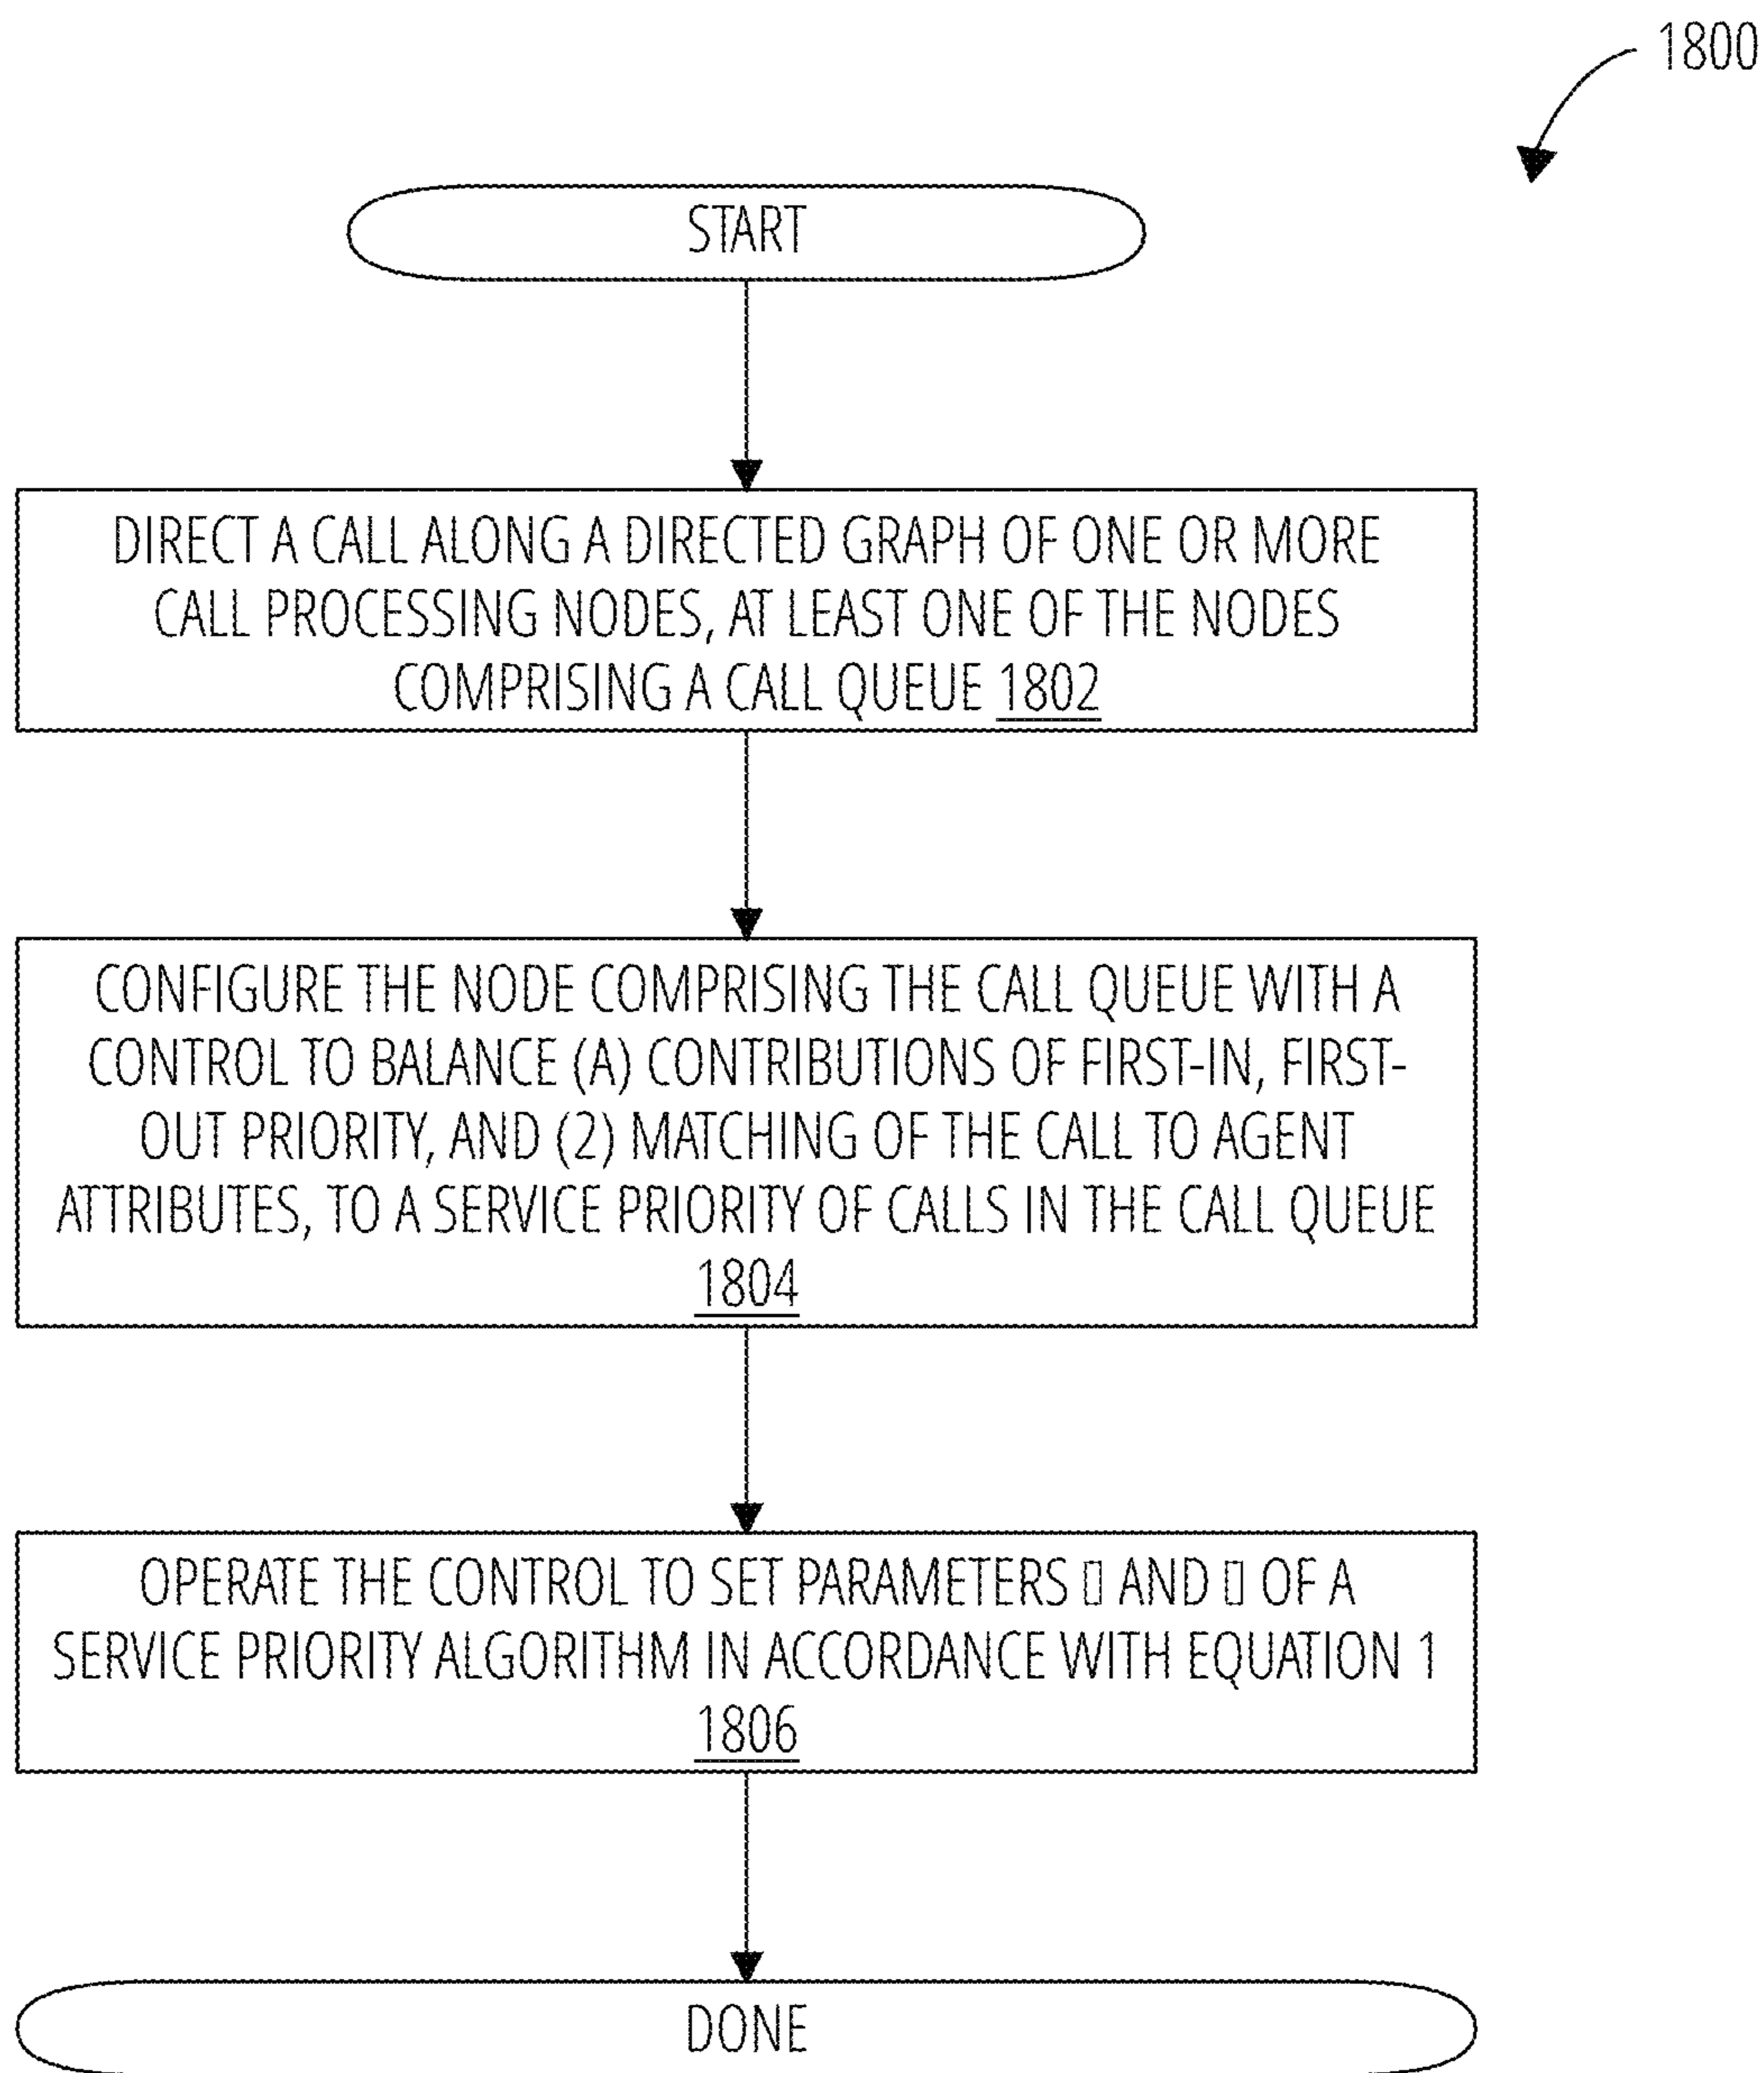 1800
START
DIRECT A CALL ALONG A DIRECTED GRAPH OF ONE OR MORE
CALL PROCESSING NODES, AT LEAST ONE OF THE NODES
COMPRISING A CALL QUEUE 1802
CONFIGURE THE NODE COMPRISING THE CALL QUEUE WITH A
CONTROL TO BALANCE (A) CONTRIBUTIONS OF FIRST-IN, FIRST-
OUT PRIORITY, AND (2) MATCHING OF THE CALL TO AGENT
ATTRIBUTES, TO A SERVICE PRIORITY OF CALLS IN THE CALL QUEUE
1804
OPERATE THE CONTROL TO SET PARAMETERS ▯ AND ▯ OF A
SERVICE PRIORITY ALGORITHM IN ACCORDANCE WITH EQUATION 1
1806
DONE